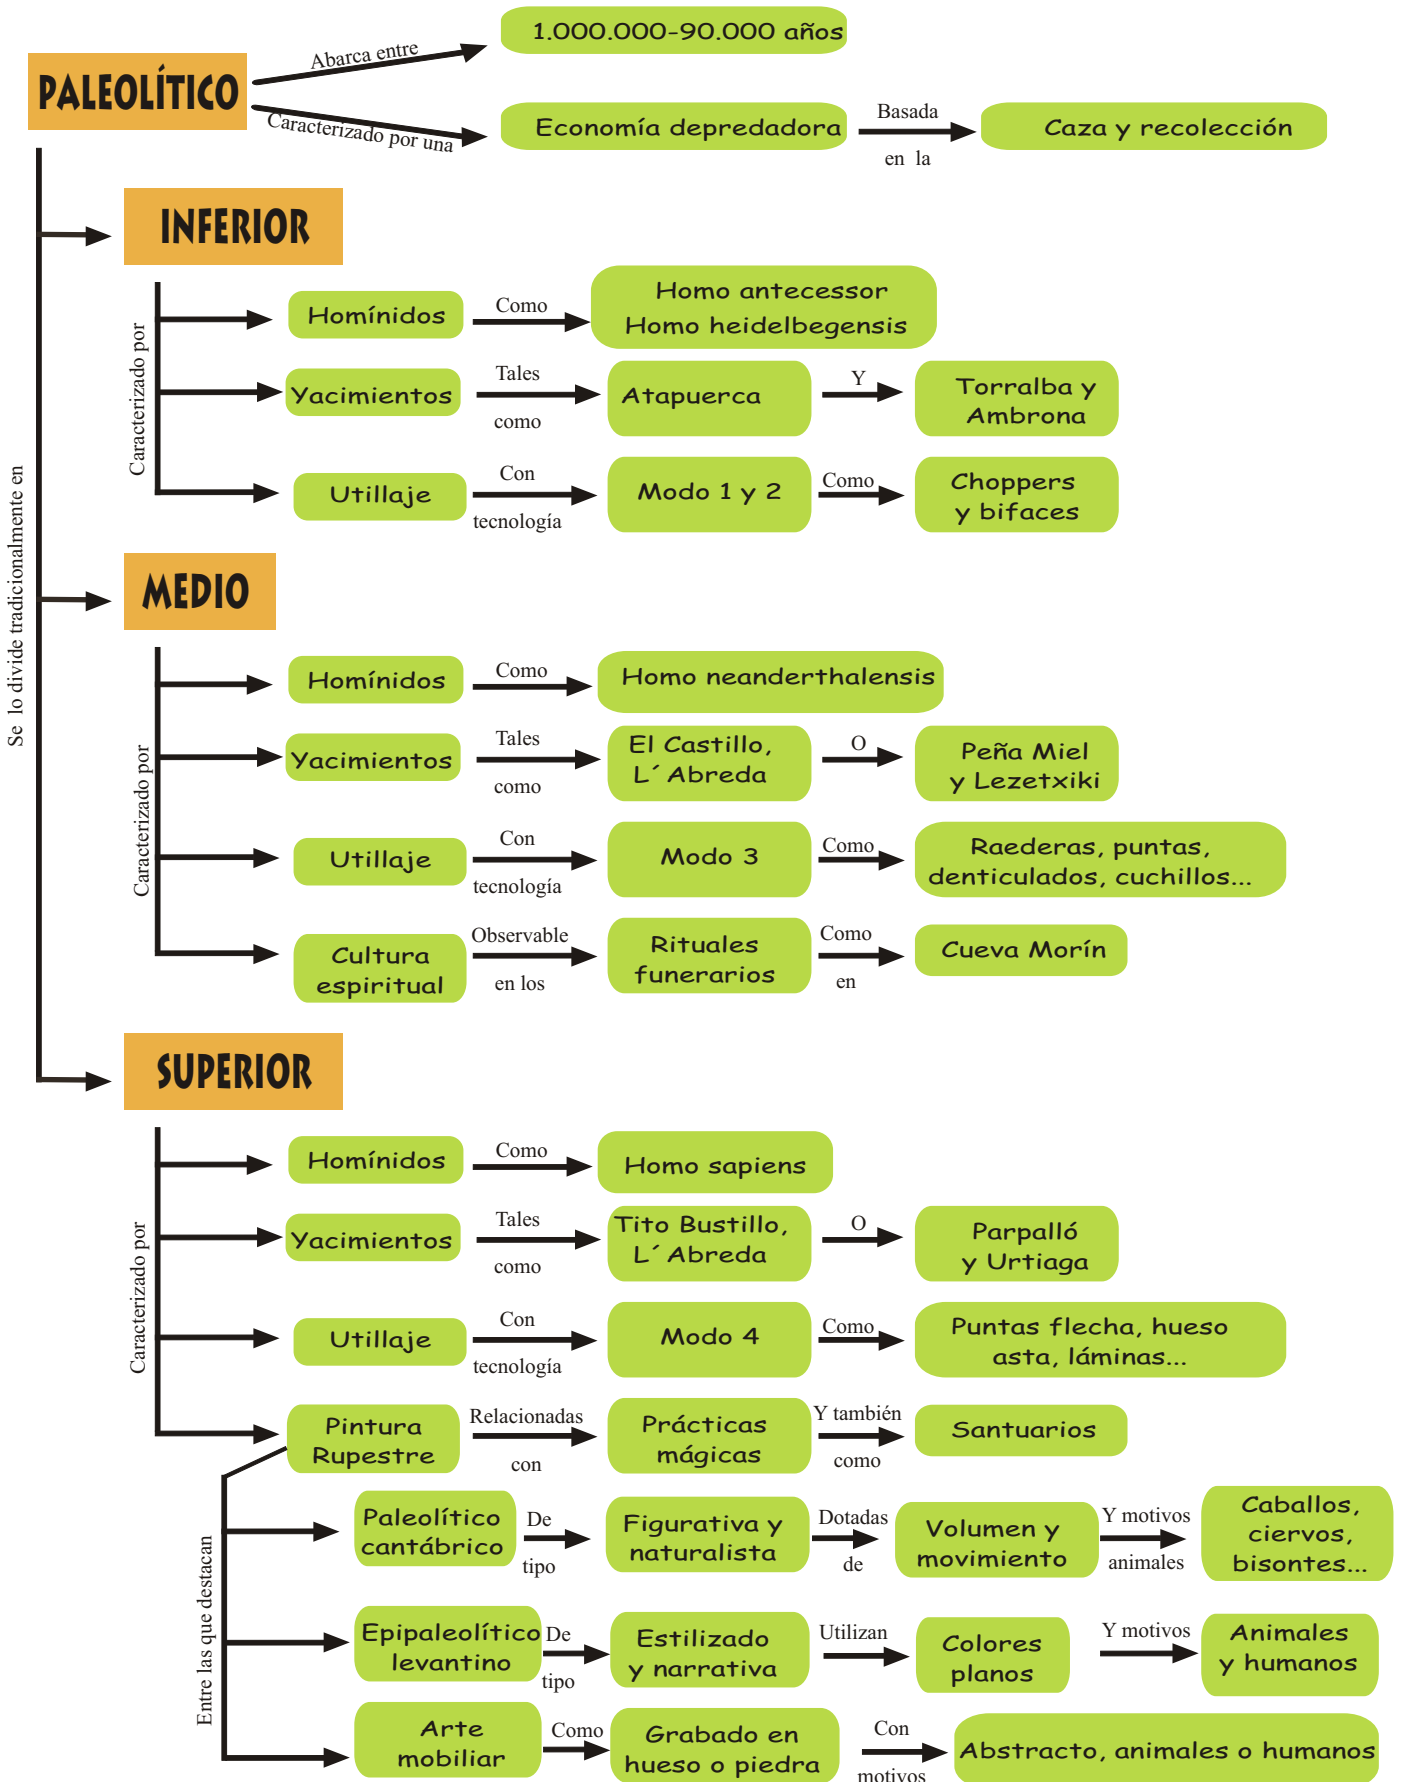 1.000.000-90.000 años
Abarca entre
PALEOLÍTICO
Caracterizado por una
Economía depredadora
Basada
en la
Caza y recolección
Se lo divide tradicionalmente en
INFERIOR
Caracterizado por
Homínidos
Como
Homo antecessor
Homo heidelbegensis
Yacimientos
Tales
como
Atapuerca
Y
Torralba y
Ambrona
Utillaje
Con
tecnología
Modo 1 y 2
Como
Choppers
y bifaces
MEDIO
Caracterizado por
Homínidos
Como
Homo neanderthalensis
Yacimientos
Tales
como
El Castillo,
L´Abreda
O
Peña Miel
y Lezetxiki
Utillaje
Con
tecnología
Modo 3
Como
Raederas, puntas,
denticulados, cuchillos...
Cultura
espiritual
Observable
en los
Rituales
funerarios
Como
en
Cueva Morín
SUPERIOR
Caracterizado por
Homínidos
Como
Homo sapiens
Yacimientos
Tales
como
Tito Bustillo,
L´Abreda
O
Parpalló
y Urtiaga
Utillaje
Con
tecnología
Modo 4
Como
Puntas flecha, hueso
asta, láminas...
Pintura
Rupestre
Relacionadas
con
Prácticas
mágicas
Y también
como
Santuarios
Entre las que destacan
Paleolítico
cantábrico
De
tipo
Figurativa y
naturalista
Dotadas
de
Volumen y
movimiento
Y motivos
animales
Caballos,
ciervos,
bisontes...
Epipaleolítico
levantino
De
tipo
Estilizado
y narrativa
Utilizan
Colores
planos
Y motivos
Animales
y humanos
Arte
mobiliar
Como
Grabado en
hueso o piedra
Con
motivos
Abstracto, animales o humanos